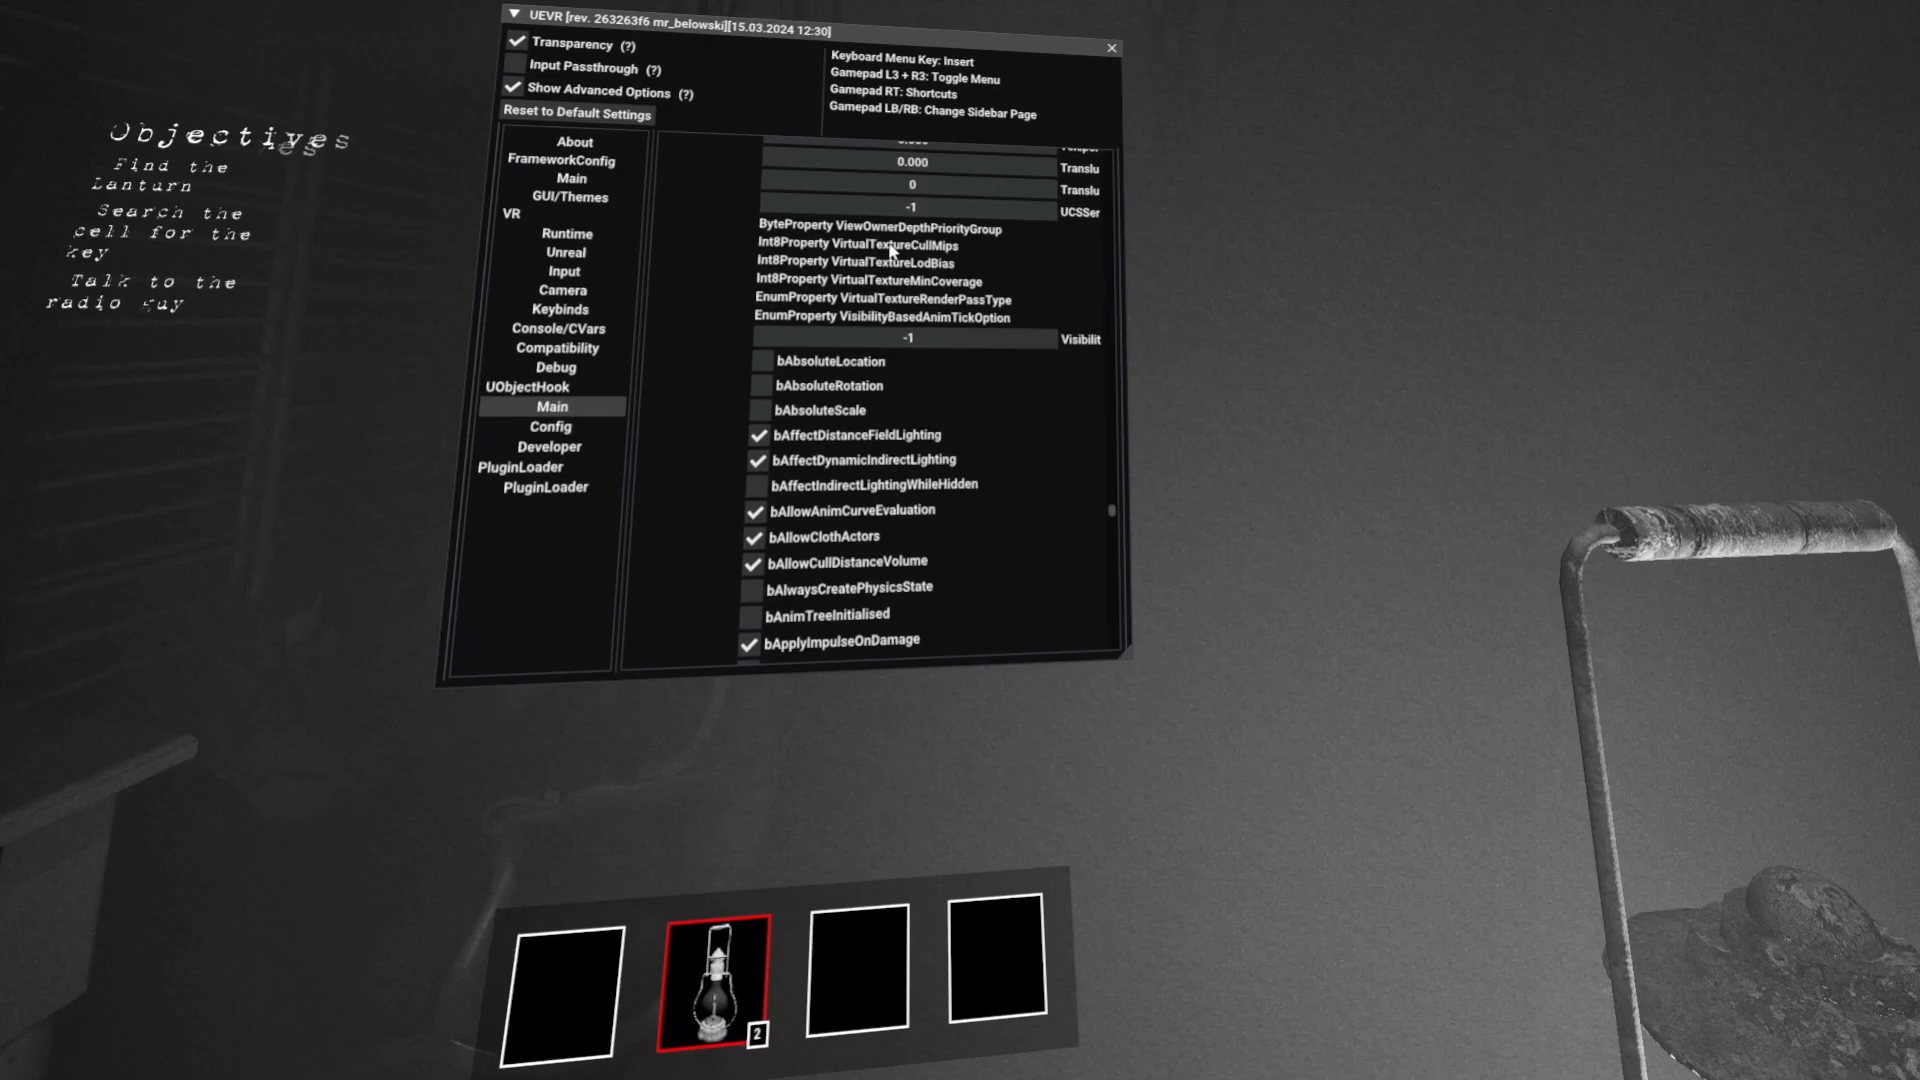 UEVR [rev. 263263f6 mr_belowski][15.03.2024 12:30]
Transparency (?)
Input Passthrough (?)
Show Advanced Options (?)
Reset to Default Settings
Keyboard Menu Key: Insert
Gamepad L3 + R3: Toggle Menu
Gamepad RT: Shortcuts
Gamepad LB/RB: Change Sidebar Page
Objectives
Find the
Lanturn
Search the
cell for the
key
Talk to the
radio guy
About
FrameworkConfig
Main
GUI/Themes
VR
Runtime
Unreal
Input
Camera
Keybinds
Console/CVars
Compatibility
Debug
UObjectHook
Main
Config
Developer
PluginLoader
PluginLoader
0.000 Translu
0 Translu
-1 UCSSer
ByteProperty ViewOwnerDepthPriorityGroup
Int8Property VirtualTextureCullMips
Int8Property VirtualTextureLodBias
Int8Property VirtualTextureMinCoverage
EnumProperty VirtualTextureRenderPassType
EnumProperty VisibilityBasedAnimTickOption
-1 Visibilit
bAbsoluteLocation
bAbsoluteRotation
bAbsoluteScale
bAffectDistanceFieldLighting
bAffectDynamicIndirectLighting
bAffectIndirectLightingWhileHidden
bAllowAnimCurveEvaluation
bAllowClothActors
bAllowCullDistanceVolume
bAlwaysCreatePhysicsState
bAnimTreeInitialised
bApplyImpulseOnDamage
2